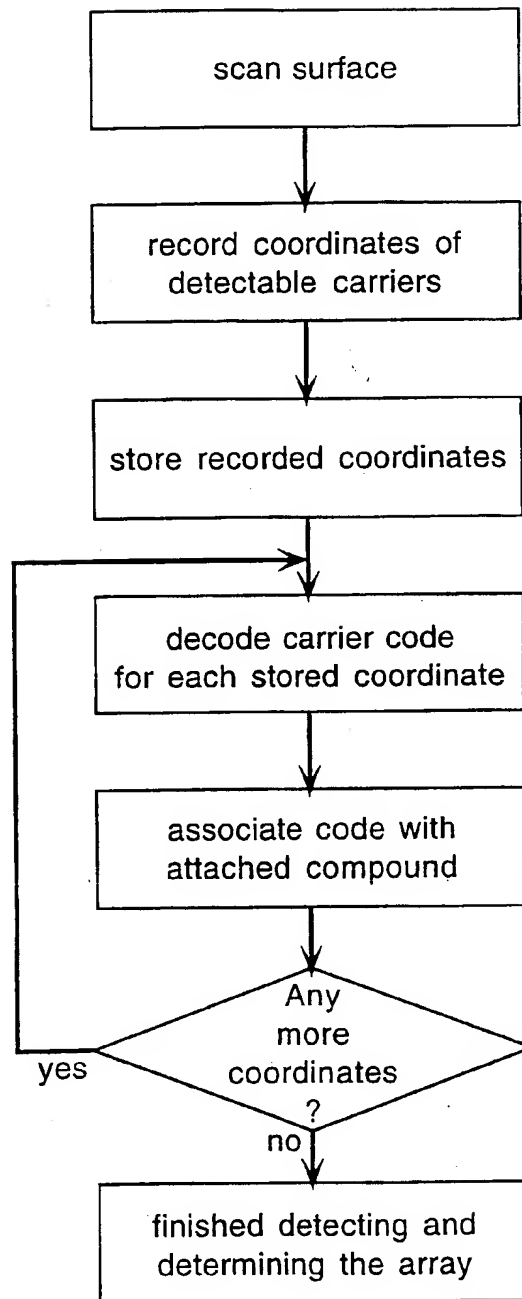 scan surface
record coordinates of
detectable carriers
store recorded coordinates
decode carrier code
for each stored coordinate
associate code with
attached compound
Any
more
coordinates
?
yes
no
finished detecting and
determining the array